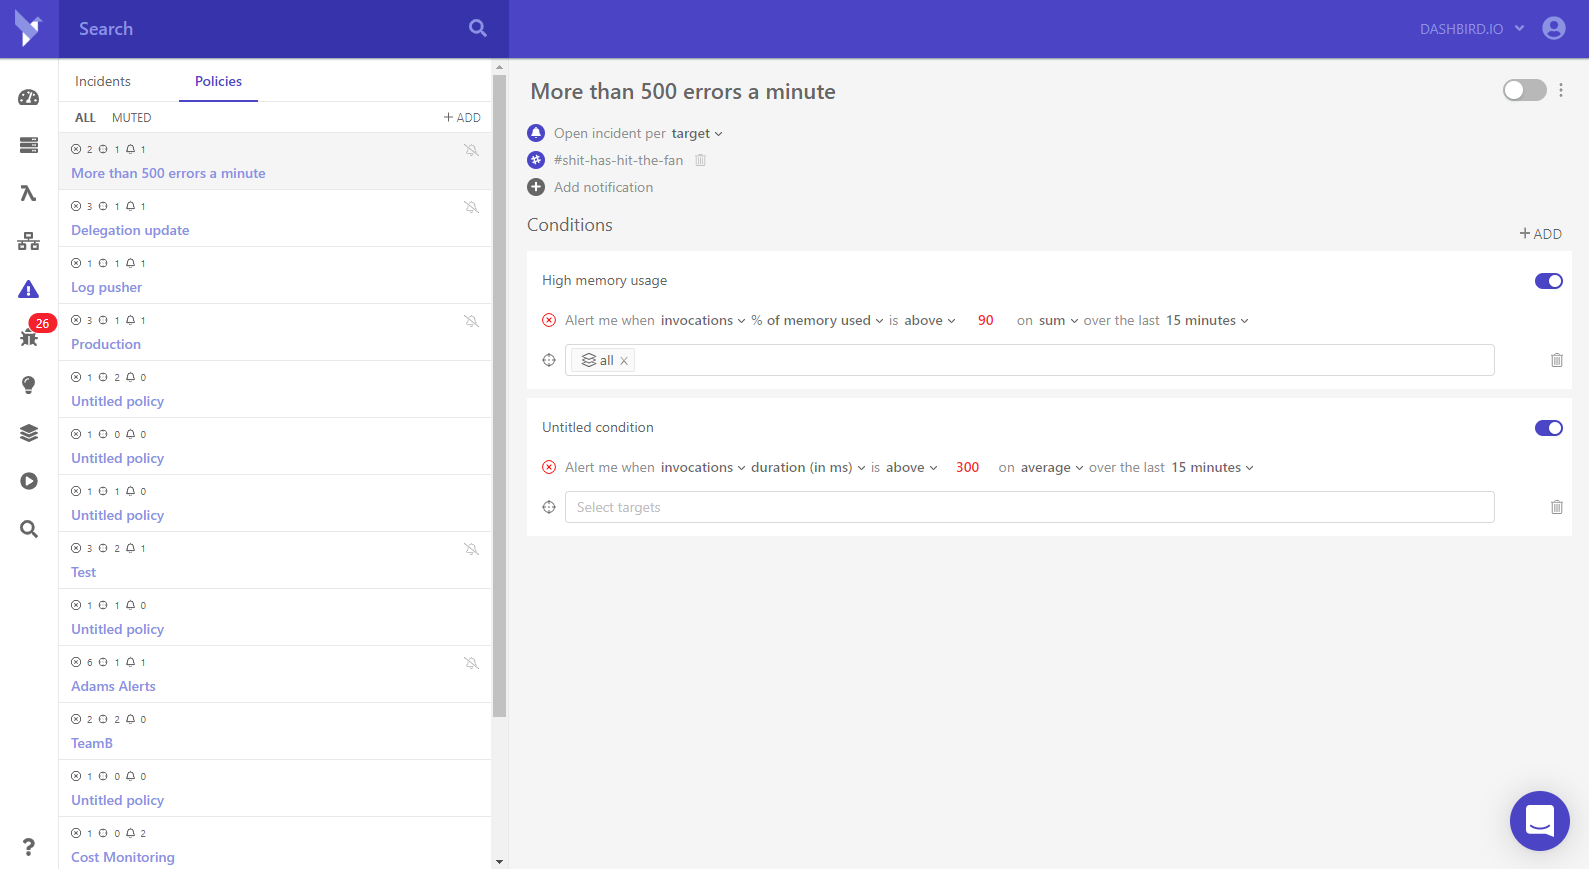 Search
DASHBIRD.IO
Incidents Policies
ALL MUTED + ADD
2 1 1
More than 500 errors a minute
3 1 1
Delegation update
1 1 1
Log pusher
3 1 1
Production
1 2 0
Untitled policy
1 0 0
Untitled policy
1 1 0
Untitled policy
3 2 1
Test
1 1 0
Untitled policy
6 1 1
Adams Alerts
2 2 0
TeamB
1 0 0
Untitled policy
1 0 2
Cost Monitoring
26
?
More than 500 errors a minute
Open incident per target
#shit-has-hit-the-fan
Add notification
Conditions
+ ADD
High memory usage
Alert me when invocations % of memory used is above 90 on sum over the last 15 minutes
all
Untitled condition
Alert me when invocations duration (in ms) is above 300 on average over the last 15 minutes
Select targets